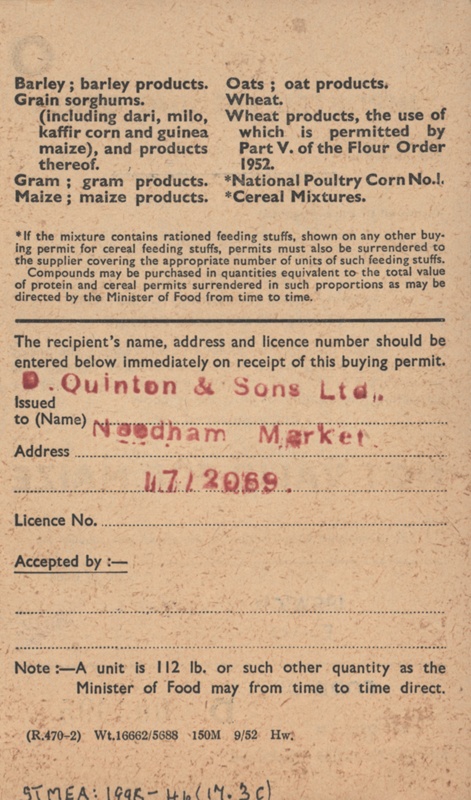 Barley ; barley products.
Grain sorghums.
(including dari, milo,
kaffir corn and guinea
maize), and products
thereof.
Gram ; gram products.
Maize ; maize products.
Oats ; oat products.
Wheat.
Wheat products, the use of
which is permitted by
Part V. of the Flour Order
1952.
*National Poultry Corn No.1.
*Cereal Mixtures.
*If the mixture contains rationed feeding stuffs, shown on any other buy-
ing permit for cereal feeding stuffs, permits must also be surrendered to
the supplier covering the appropriate number of units of such feeding stuffs.
Compounds may be purchased in quantities equivalent to the total value
of protein and cereal permits surrendered in such proportions as may be
directed by the Minister of Food from time to time.
The recipient's name, address and licence number should be
entered below immediately on receipt of this buying permit.
D. Quinton & Sons Ltd.,
Issued
to (Name)
Needham Market.
Address
17/2069.
Licence No.
Accepted by :—
Note :—A unit is 112 lb. or such other quantity as the
Minister of Food may from time to time direct.
(R.470-2) Wt.16662/5688 150M 9/52 Hw.
STMEA: 1995-46(17.3C)